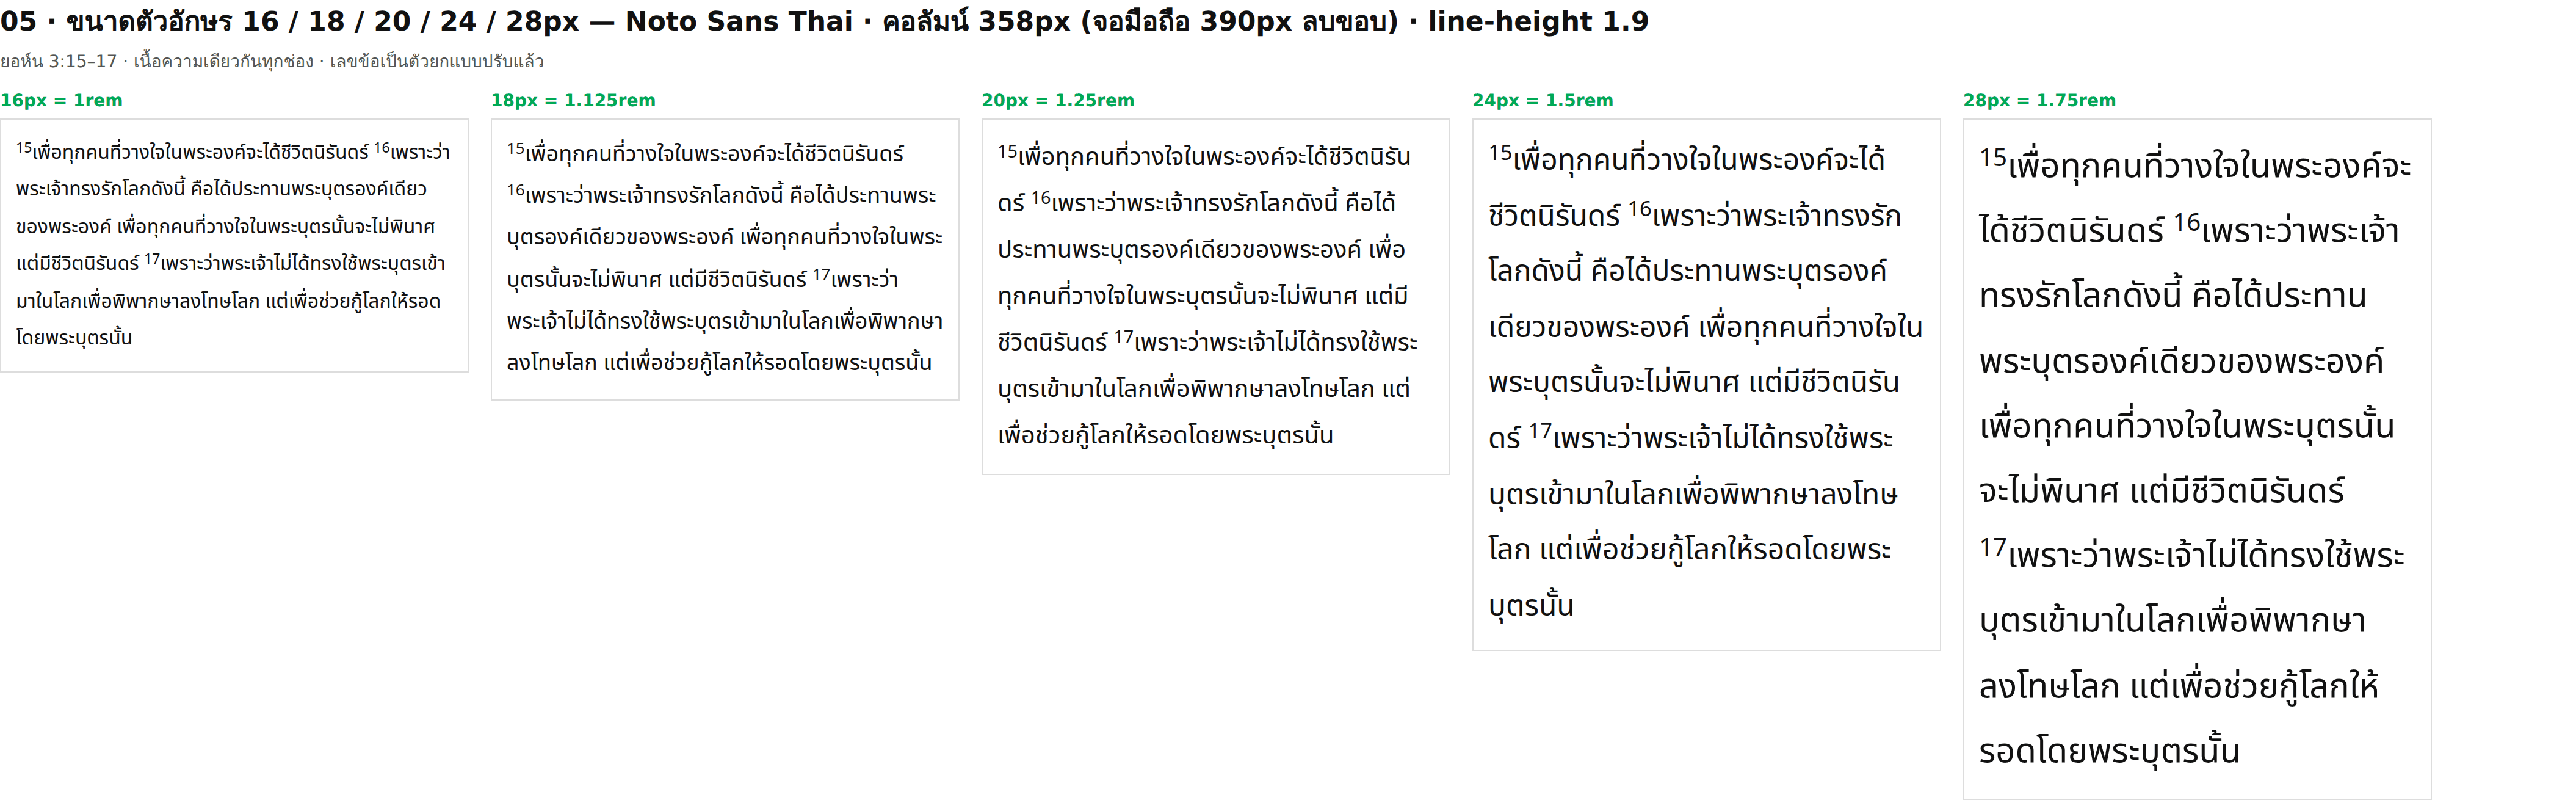 05 · ขนาดตัวอักษร 16 / 18 / 20 / 24 / 28px — Noto Sans Thai · คอลัมน์ 358px (จอมือถือ 390px ลบขอบ) · line-height 1.9
ยอห์น 3:15–17 · เนื้อความเดียวกันทุกช่อง · เลขข้อเป็นตัวยกแบบปรับแล้ว
16px = 1rem
15เพื่อทุกคนที่วางใจในพระองค์จะได้ชีวิตนิรันดร์ 16เพราะว่า
พระเจ้าทรงรักโลกดังนี้ คือได้ประทานพระบุตรองค์เดียว
ของพระองค์ เพื่อทุกคนที่วางใจในพระบุตรนั้นจะไม่พินาศ
แต่มีชีวิตนิรันดร์ 17เพราะว่าพระเจ้าไม่ได้ทรงใช้พระบุตรเข้า
มาในโลกเพื่อพิพากษาลงโทษโลก แต่เพื่อช่วยกู้โลกให้รอด
โดยพระบุตรนั้น
18px = 1.125rem
15เพื่อทุกคนที่วางใจในพระองค์จะได้ชีวิตนิรันดร์
16เพราะว่าพระเจ้าทรงรักโลกดังนี้ คือได้ประทานพระ
บุตรองค์เดียวของพระองค์ เพื่อทุกคนที่วางใจในพระ
บุตรนั้นจะไม่พินาศ แต่มีชีวิตนิรันดร์ 17เพราะว่า
พระเจ้าไม่ได้ทรงใช้พระบุตรเข้ามาในโลกเพื่อพิพากษา
ลงโทษโลก แต่เพื่อช่วยกู้โลกให้รอดโดยพระบุตรนั้น
20px = 1.25rem
15เพื่อทุกคนที่วางใจในพระองค์จะได้ชีวิตนิรัน
ดร์ 16เพราะว่าพระเจ้าทรงรักโลกดังนี้ คือได้
ประทานพระบุตรองค์เดียวของพระองค์ เพื่อ
ทุกคนที่วางใจในพระบุตรนั้นจะไม่พินาศ แต่มี
ชีวิตนิรันดร์ 17เพราะว่าพระเจ้าไม่ได้ทรงใช้พระ
บุตรเข้ามาในโลกเพื่อพิพากษาลงโทษโลก แต่
เพื่อช่วยกู้โลกให้รอดโดยพระบุตรนั้น
24px = 1.5rem
15เพื่อทุกคนที่วางใจในพระองค์จะได้
ชีวิตนิรันดร์ 16เพราะว่าพระเจ้าทรงรัก
โลกดังนี้ คือได้ประทานพระบุตรองค์
เดียวของพระองค์ เพื่อทุกคนที่วางใจใน
พระบุตรนั้นจะไม่พินาศ แต่มีชีวิตนิรัน
ดร์ 17เพราะว่าพระเจ้าไม่ได้ทรงใช้พระ
บุตรเข้ามาในโลกเพื่อพิพากษาลงโทษ
โลก แต่เพื่อช่วยกู้โลกให้รอดโดยพระ
บุตรนั้น
28px = 1.75rem
15เพื่อทุกคนที่วางใจในพระองค์จะ
ได้ชีวิตนิรันดร์ 16เพราะว่าพระเจ้า
ทรงรักโลกดังนี้ คือได้ประทาน
พระบุตรองค์เดียวของพระองค์
เพื่อทุกคนที่วางใจในพระบุตรนั้น
จะไม่พินาศ แต่มีชีวิตนิรันดร์
17เพราะว่าพระเจ้าไม่ได้ทรงใช้พระ
บุตรเข้ามาในโลกเพื่อพิพากษา
ลงโทษโลก แต่เพื่อช่วยกู้โลกให้
รอดโดยพระบุตรนั้น